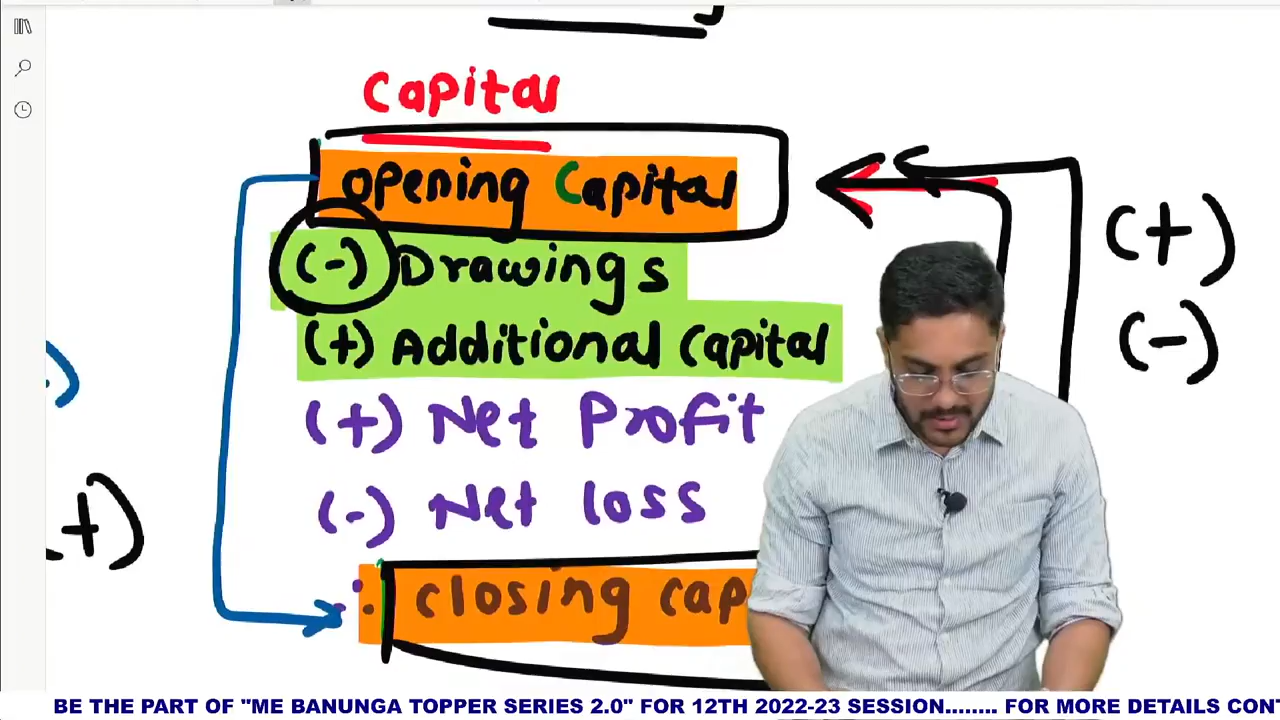 Capital
opening Capital
(-) Drawings
(+) Additional Capital
(+) Net Profit
(-) Net loss
∴ closing cap
(+)
(-)
+)
BE THE PART OF "ME BANUNGA TOPPER SERIES 2.0" FOR 12TH 2022-23 SESSION........ FOR MORE DETAILS CON